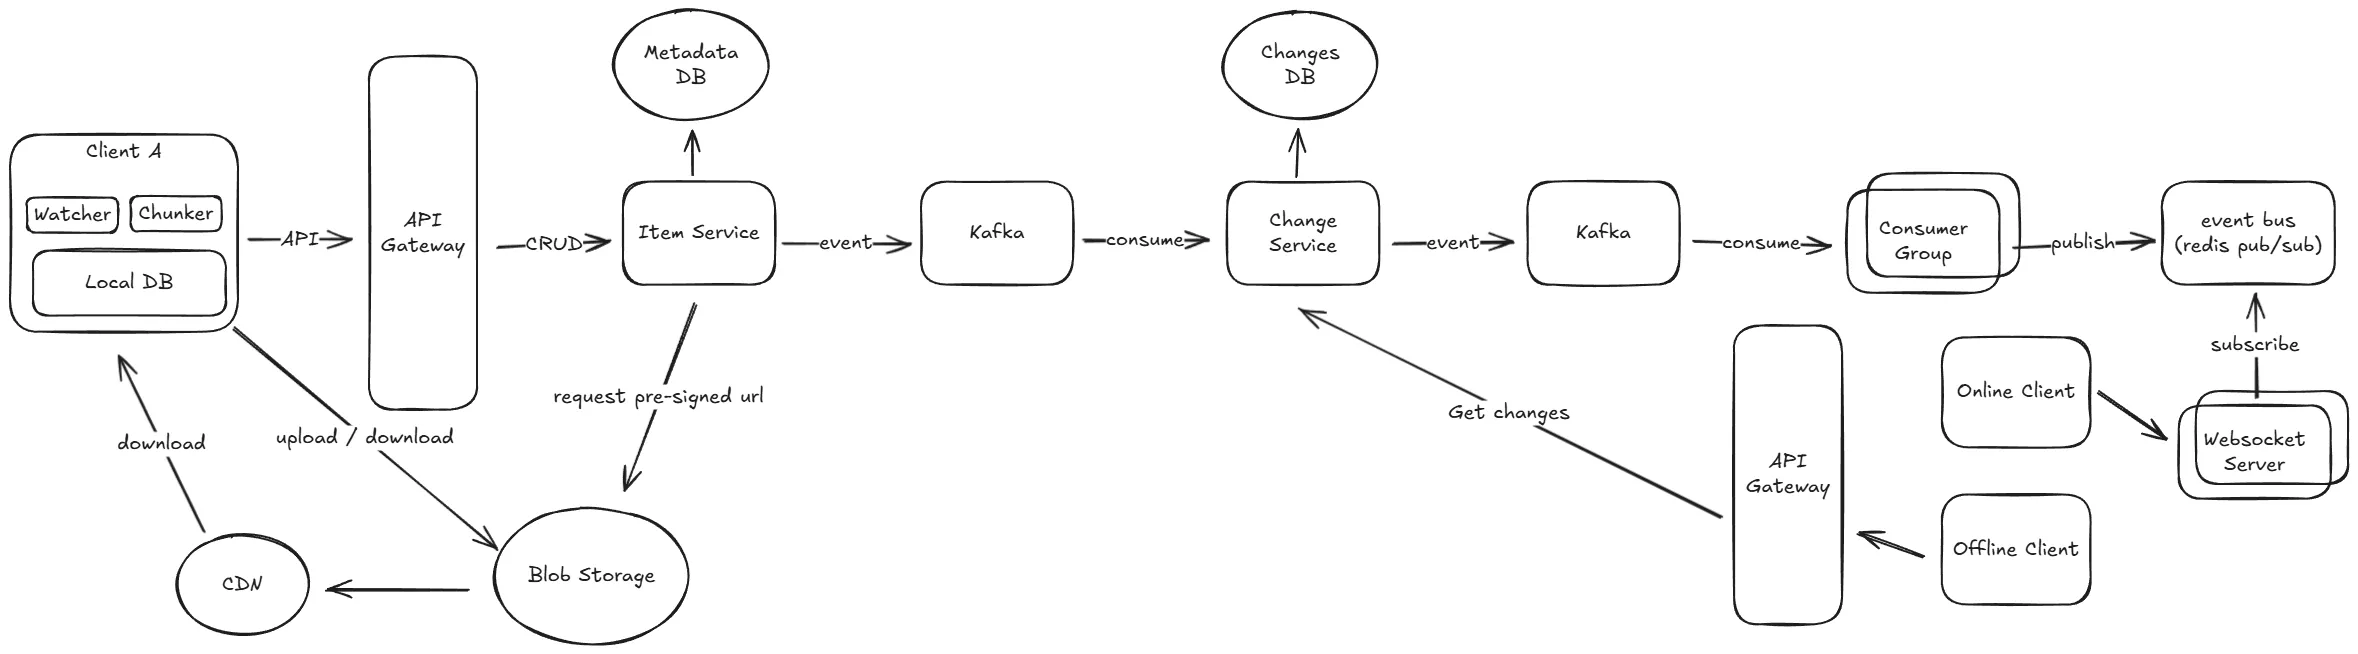 Metadata
DB
Changes
DB
Client A
Watcher
Chunker
Local DB
API
API
Gateway
CRUD
Item Service
event
Kafka
consume
Change
Service
event
Kafka
consume
Consumer
Group
publish
event bus
(redis pub/sub)
subscribe
request pre-signed url
Get changes
Online Client
download
upload / download
API
Gateway
Websocket
Server
CDN
Blob Storage
Offline Client